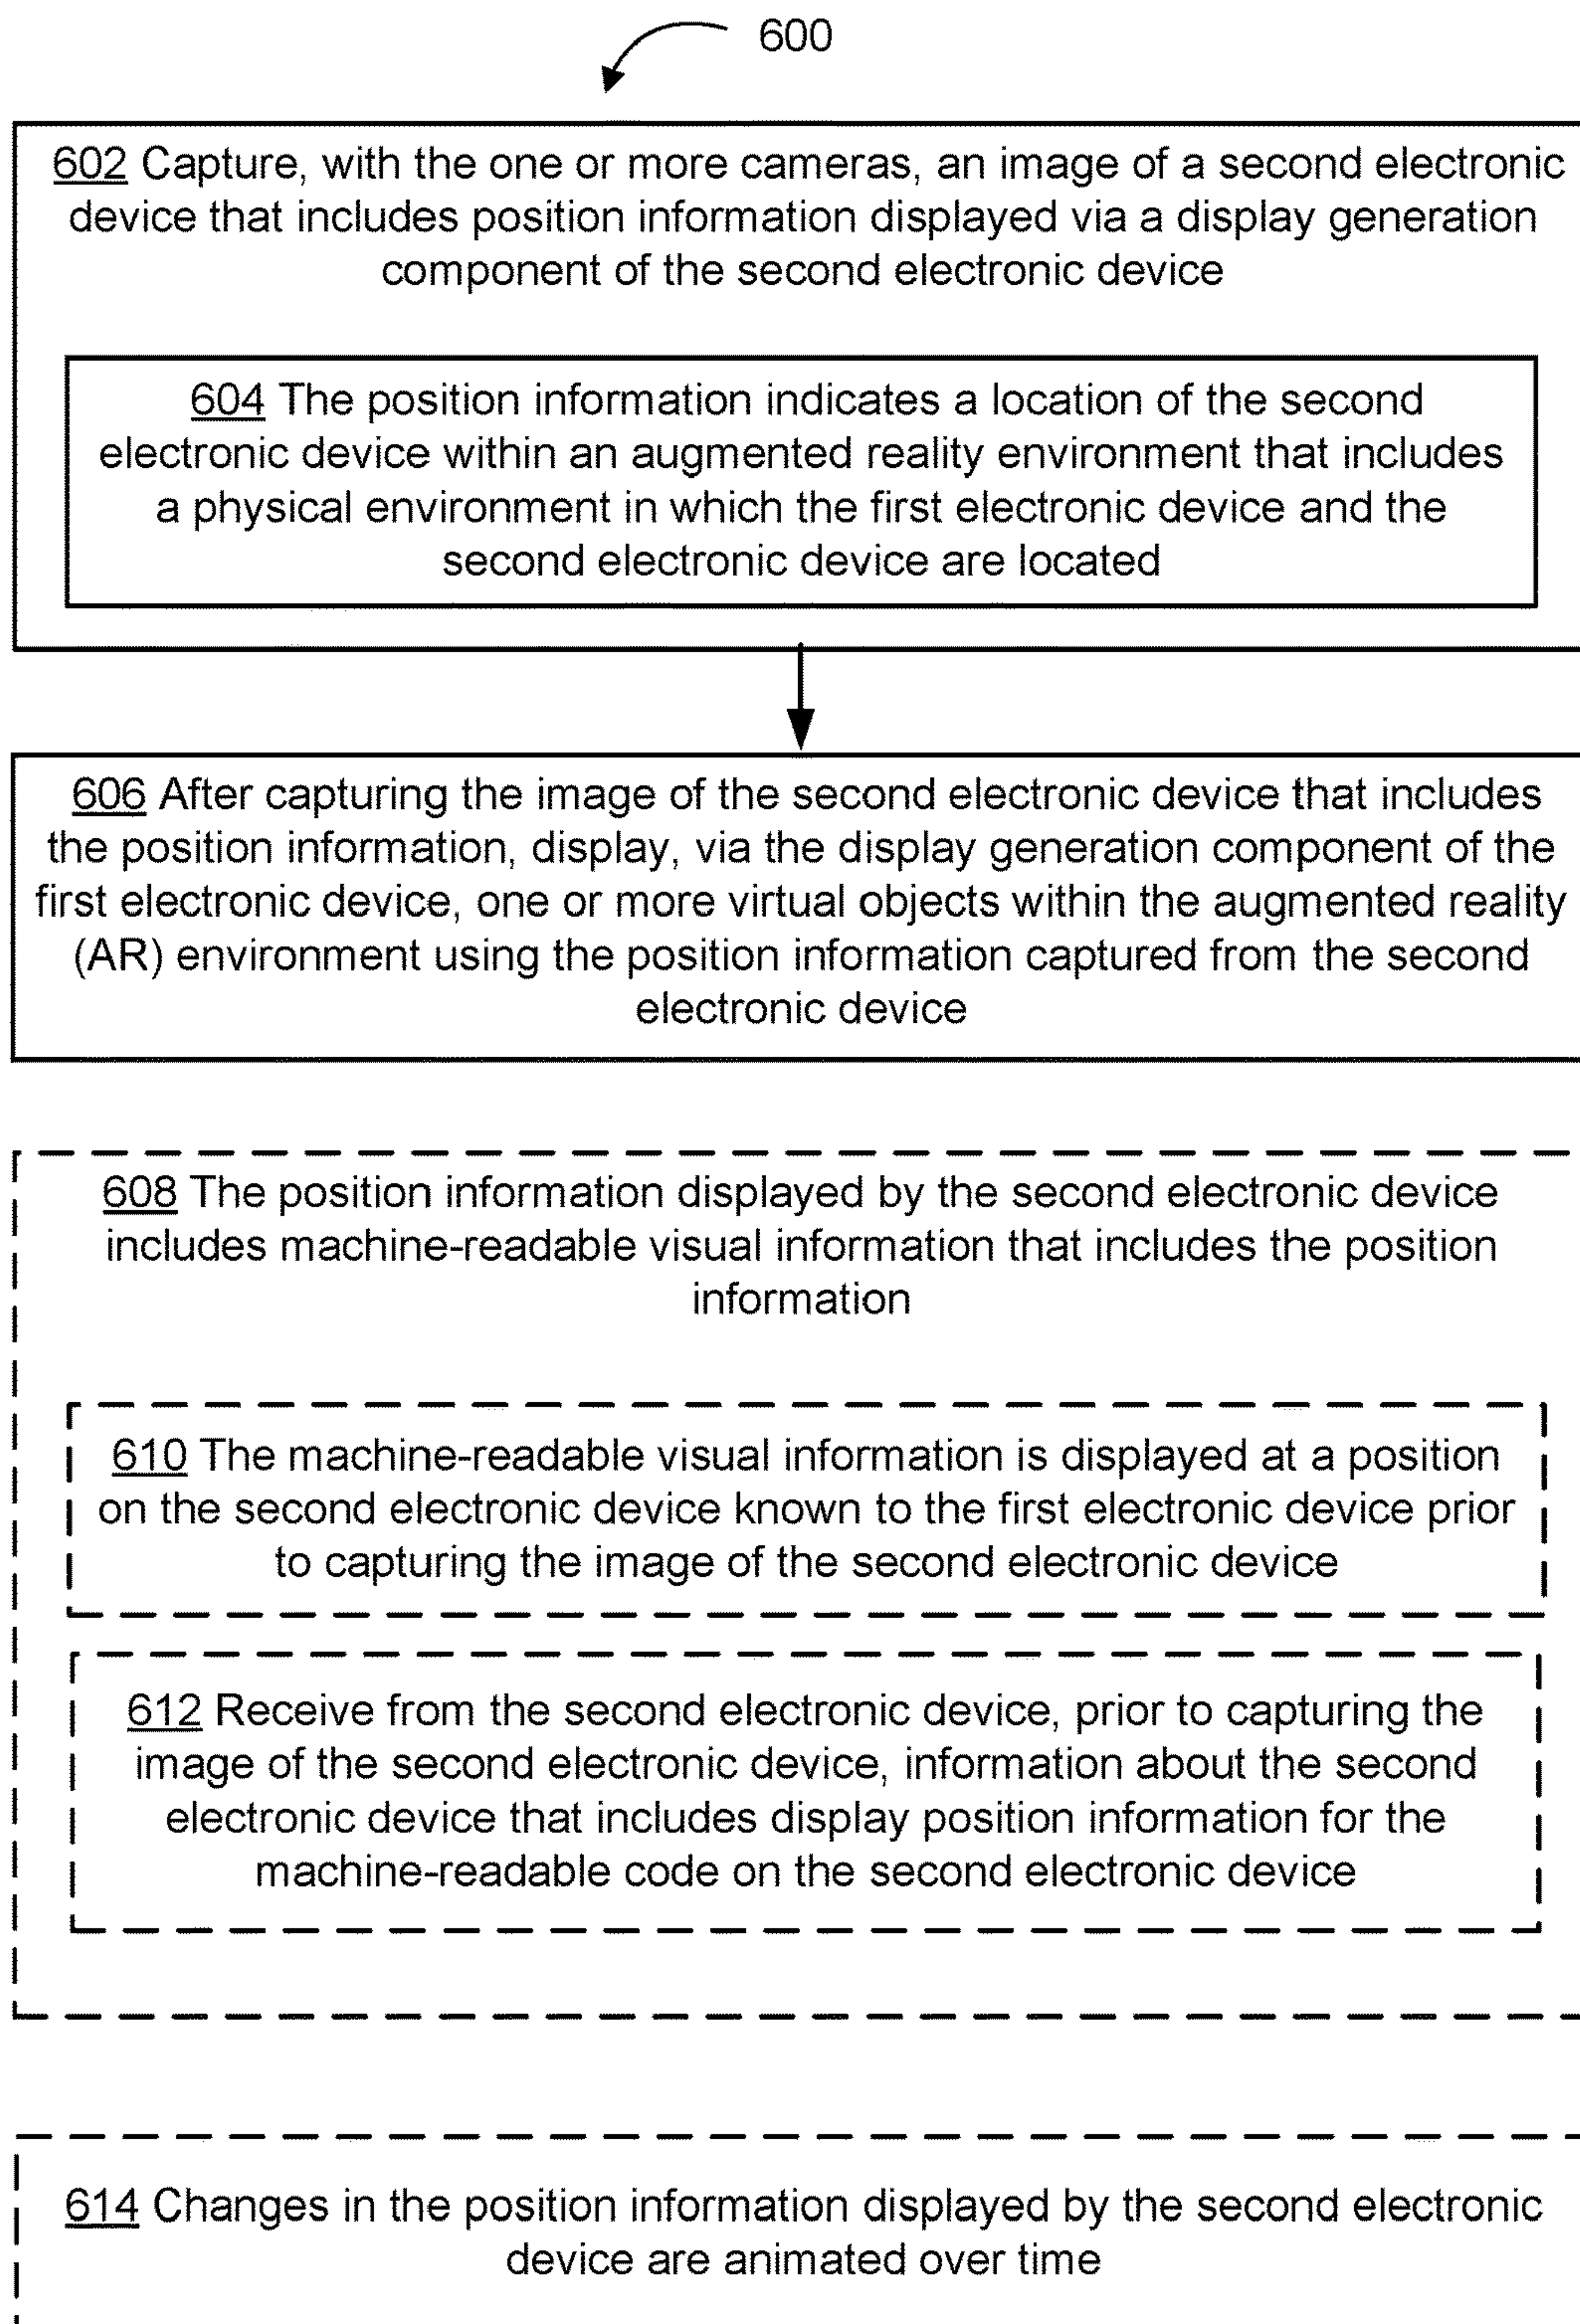 600
602 Capture, with the one or more cameras, an image of a second electronic
device that includes position information displayed via a display generation
component of the second electronic device
604 The position information indicates a location of the second
electronic device within an augmented reality environment that includes
a physical environment in which the first electronic device and the
second electronic device are located
606 After capturing the image of the second electronic device that includes
the position information, display, via the display generation component of the
first electronic device, one or more virtual objects within the augmented reality
(AR) environment using the position information captured from the second
electronic device
608 The position information displayed by the second electronic device
includes machine-readable visual information that includes the position
information
610 The machine-readable visual information is displayed at a position
on the second electronic device known to the first electronic device prior
to capturing the image of the second electronic device
612 Receive from the second electronic device, prior to capturing the
image of the second electronic device, information about the second
electronic device that includes display position information for the
machine-readable code on the second electronic device
614 Changes in the position information displayed by the second electronic
device are animated over time